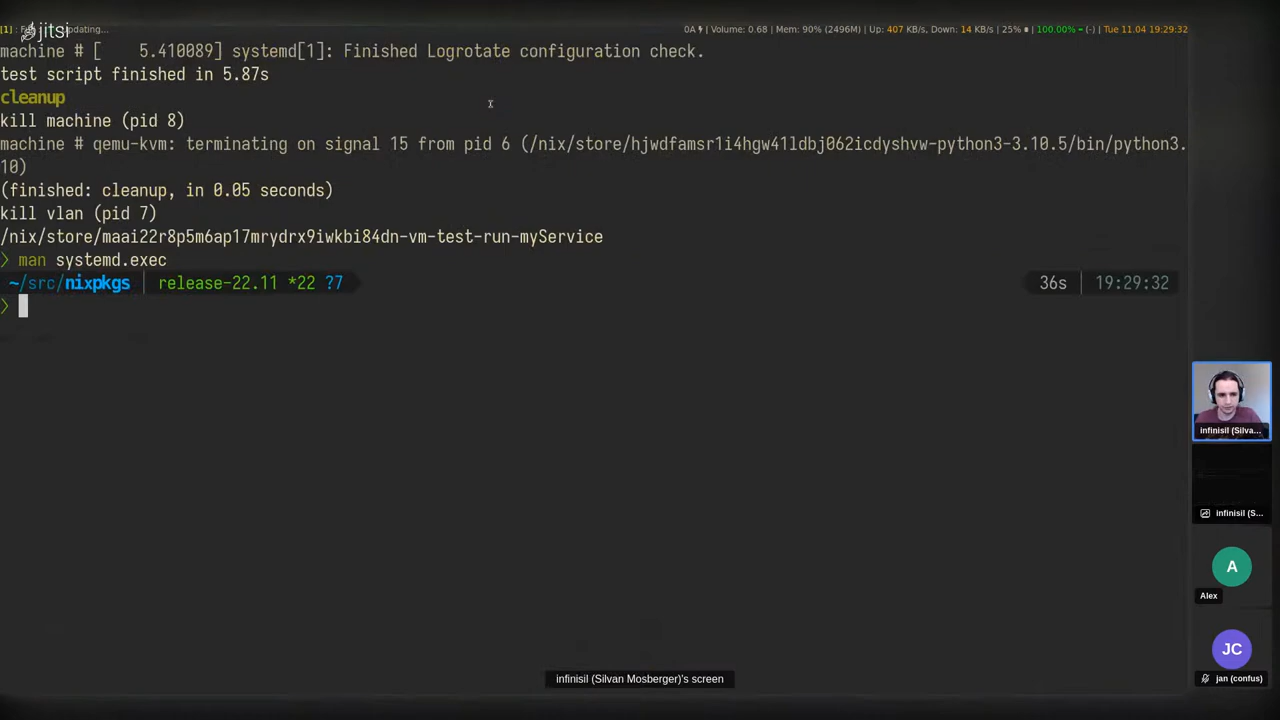 jitsi
[1] : pdating...
0A Volume: 0.68 | Mem: 90% (2496M) | Up: 407 KB/s, Down: 14 KB/s | 25% | 100.00% (-) | Tue 11.04 19:29:32
machine # [    5.410089] systemd[1]: Finished Logrotate configuration check.
test script finished in 5.87s
cleanup
kill machine (pid 8)
machine # qemu-kvm: terminating on signal 15 from pid 6 (/nix/store/hjwdfamsr1i4hgw41ldbj062icdyshvw-python3-3.10.5/bin/python3.
10)
(finished: cleanup, in 0.05 seconds)
kill vlan (pid 7)
/nix/store/maai22r8p5m6ap17mrydrx9iwkbi84dn-vm-test-run-myService
> man systemd.exec
~/src/nixpkgs | release-22.11 *22 ?7
36s | 19:29:32
>
infinisil (Silva...
infinisil (S...
A
Alex
JC
jan (confus)
infinisil (Silvan Mosberger)'s screen